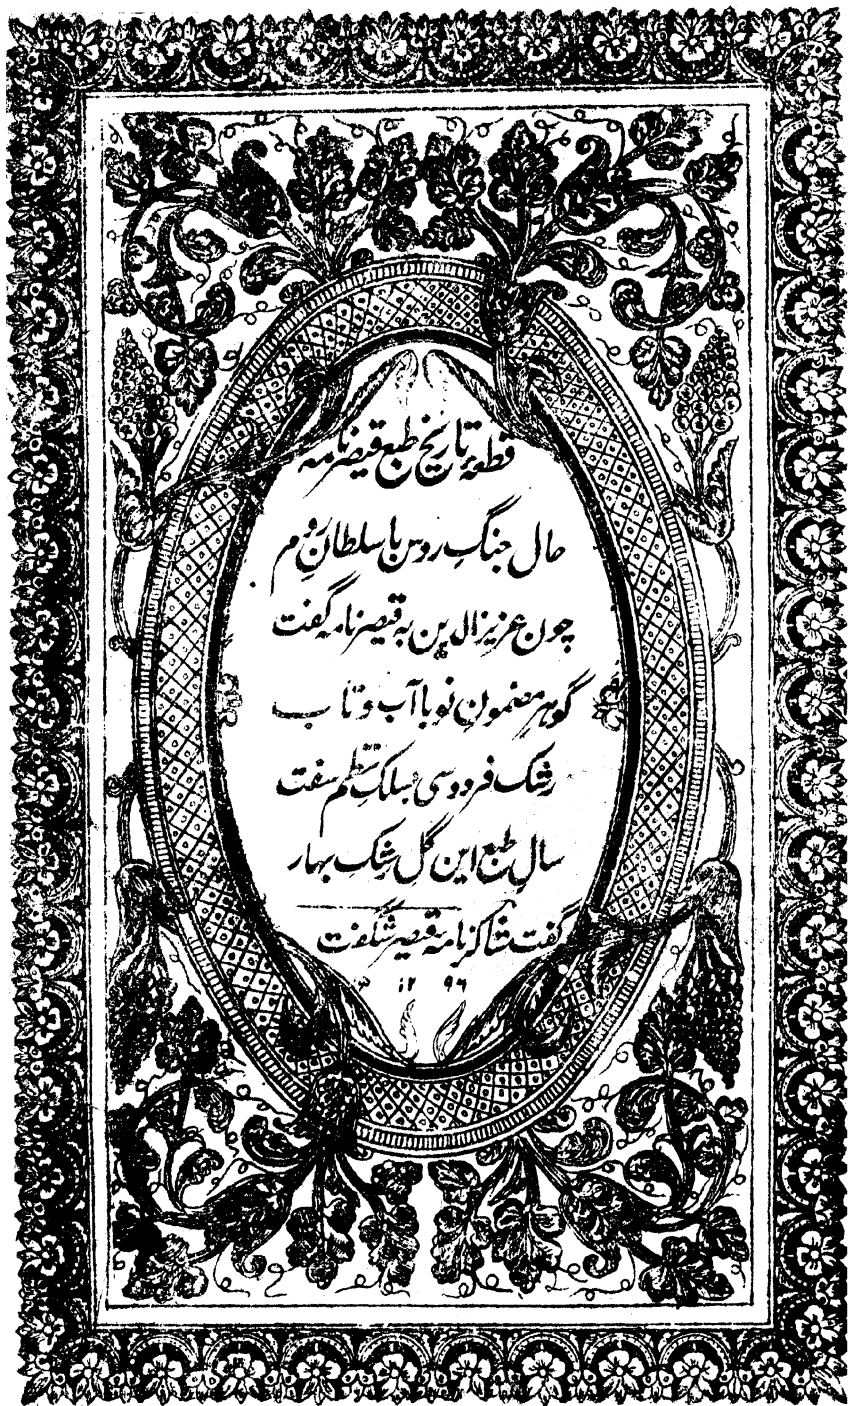 قطعهٔ تاریخ طبع قیصرنامه
حال جنگِ روس با سلطانِ روم
چون عزیزالدین به قیصرنامه گفت
گوهرِ مضمونِ نو با آب و تاب
رشک فردوسی بسلکِ نظم سفت
سالِ طبع این گلِ رشک بهار
گفت شاکر نامهٔ قیصر شگفت
۱۲۹۶